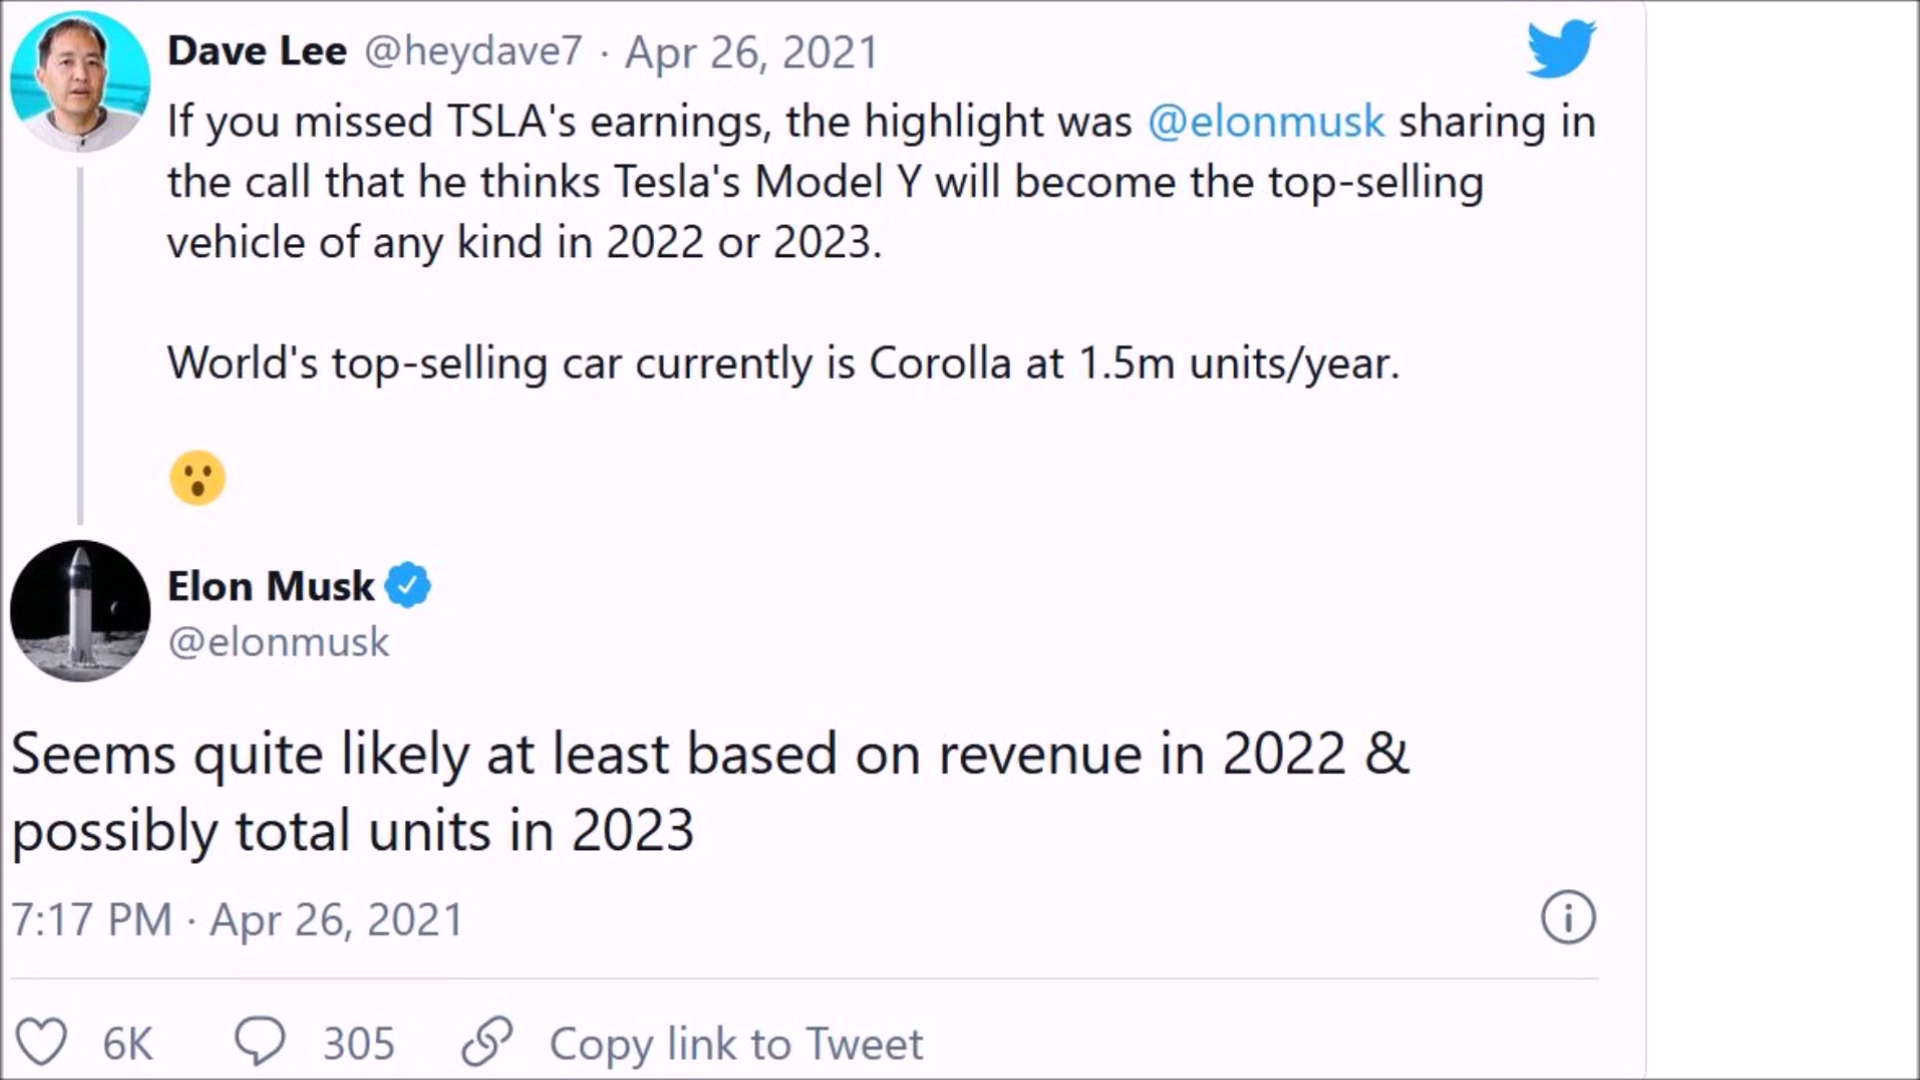 Dave Lee @heydave7 · Apr 26, 2021
If you missed TSLA's earnings, the highlight was @elonmusk sharing in
the call that he thinks Tesla's Model Y will become the top-selling
vehicle of any kind in 2022 or 2023.
World's top-selling car currently is Corolla at 1.5m units/year.
😮
Elon Musk
@elonmusk
Seems quite likely at least based on revenue in 2022 &
possibly total units in 2023
7:17 PM · Apr 26, 2021
6K 305 Copy link to Tweet